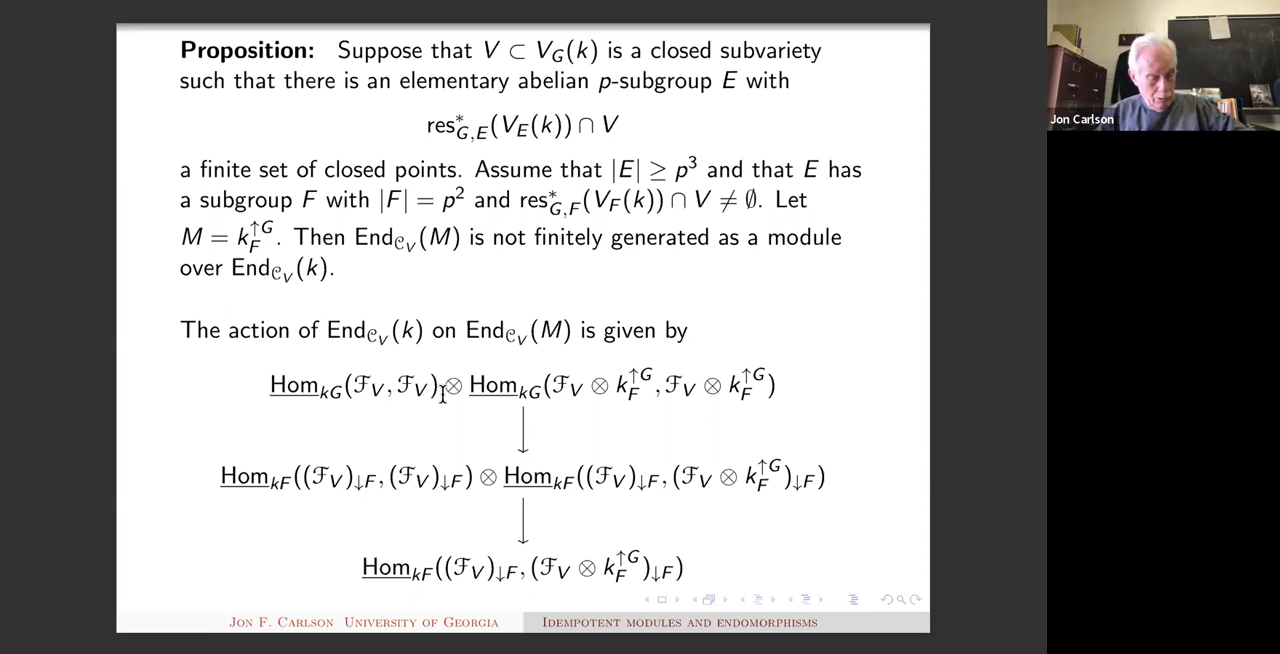 Proposition: Suppose that V ⊂ V_G(k) is a closed subvariety
such that there is an elementary abelian p-subgroup E with
res*_{G,E}(V_E(k)) ∩ V
a finite set of closed points. Assume that |E| ≥ p³ and that E has
a subgroup F with |F| = p² and res*_{G,F}(V_F(k)) ∩ V ≠ ∅. Let
M = k_F^{↑G}. Then End_{𝒞_V}(M) is not finitely generated as a module
over End_{𝒞_V}(k).
The action of End_{𝒞_V}(k) on End_{𝒞_V}(M) is given by
Hom_{kG}(ℱ_V, ℱ_V) ⊗ Hom_{kG}(ℱ_V ⊗ k_F^{↑G}, ℱ_V ⊗ k_F^{↑G})
Hom_{kF}((ℱ_V)_{↓F}, (ℱ_V)_{↓F}) ⊗ Hom_{kF}((ℱ_V)_{↓F}, (ℱ_V ⊗ k_F^{↑G})_{↓F})
Hom_{kF}((ℱ_V)_{↓F}, (ℱ_V ⊗ k_F^{↑G})_{↓F})
Jon F. Carlson University of Georgia
Idempotent modules and endomorphisms
Jon Carlson